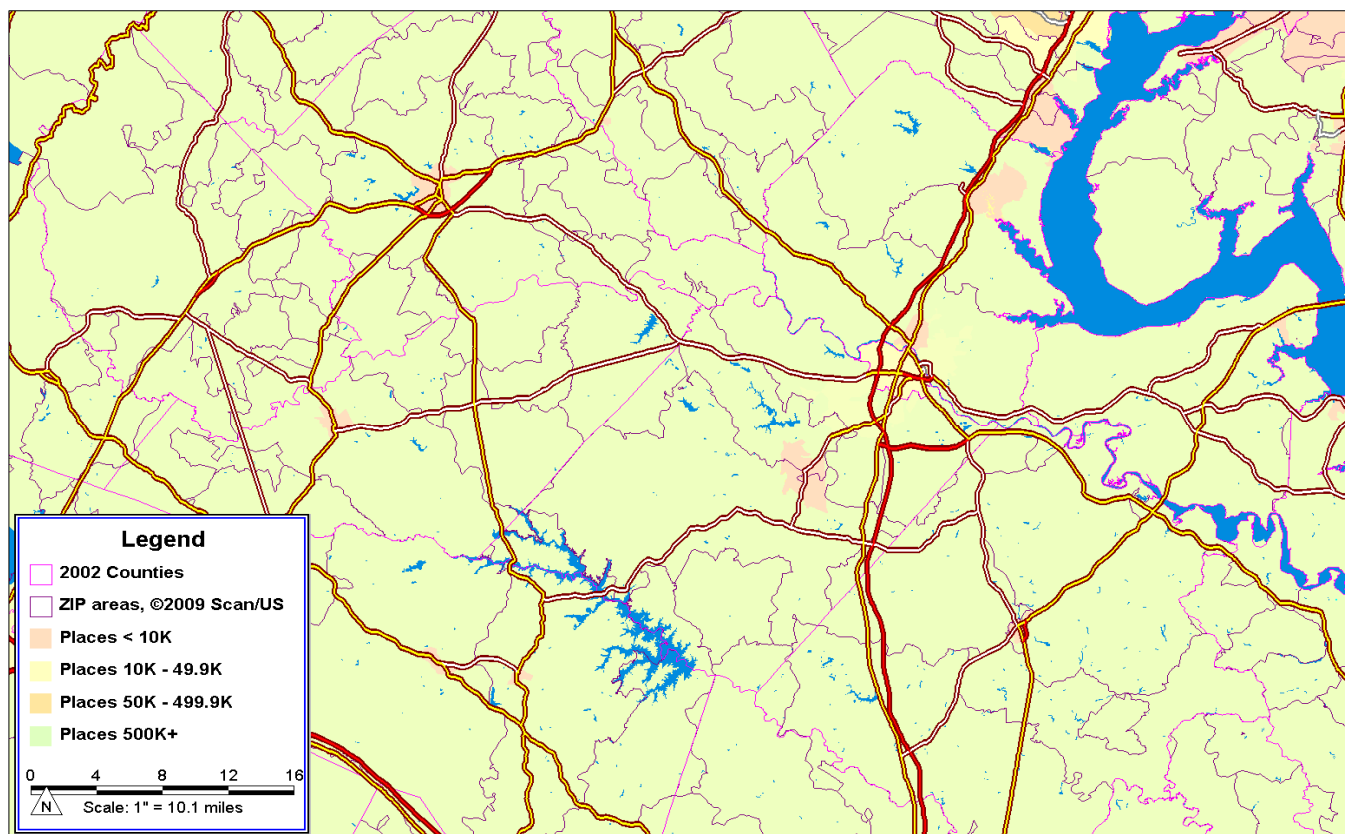 Legend
2002 Counties
ZIP areas, ©2009 Scan/US
Places < 10K
Places 10K - 49.9K
Places 50K - 499.9K
Places 500K+
0 4 8 12 16
N Scale: 1" = 10.1 miles